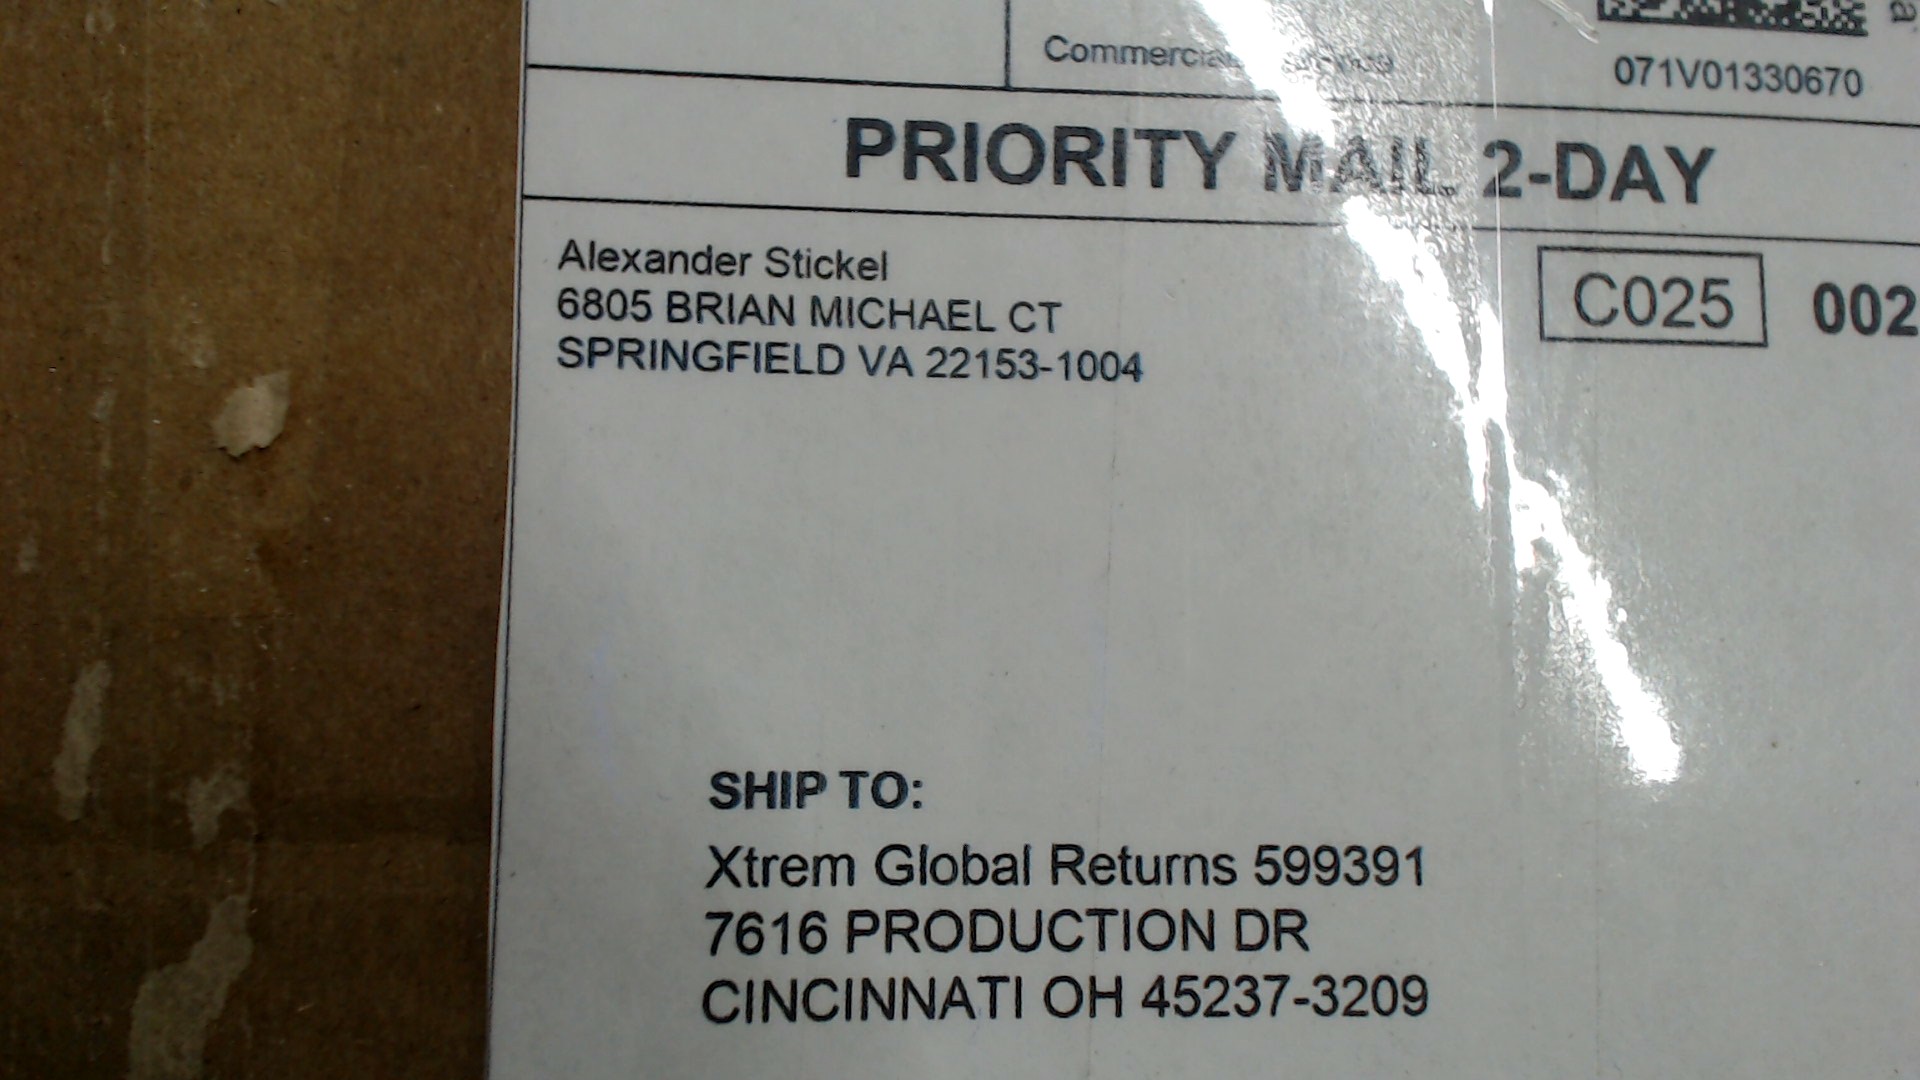 Commercial
071V01330670
PRIORITY MAIL 2-DAY
Alexander Stickel
6805 BRIAN MICHAEL CT
SPRINGFIELD VA 22153-1004
C025
002
SHIP TO:
Xtrem Global Returns 599391
7616 PRODUCTION DR
CINCINNATI OH 45237-3209